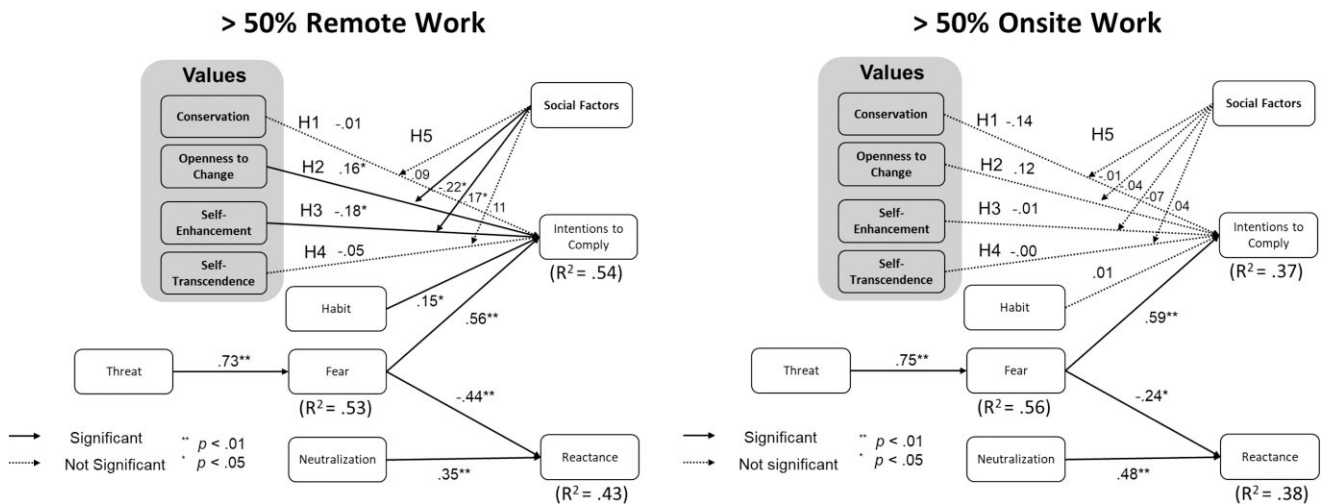 > 50% Remote Work
Values
Conservation
Openness to
Change
Self-
Enhancement
Self-
Transcendence
Social Factors
H1 -.01
H5
H2 .16*
.09
-.22*
-.17*
.11
H3 -.18*
H4 -.05
Intentions to
Comply
(R² = .54)
Habit
.15*
.56**
Threat
.73**
Fear
(R² = .53)
-.44**
Significant
Not Significant
** p < .01
* p < .05
Neutralization
.35**
Reactance
(R² = .43)
> 50% Onsite Work
Values
Conservation
Openness to
Change
Self-
Enhancement
Self-
Transcendence
Social Factors
H1 -.14
H5
H2 .12
-.01
-.04
-.07
.04
H3 -.01
H4 -.00
Intentions to
Comply
(R² = .37)
Habit
.01
.59**
Threat
.75**
Fear
(R² = .56)
-.24*
Significant
Not significant
** p < .01
* p < .05
Neutralization
.48**
Reactance
(R² = .38)